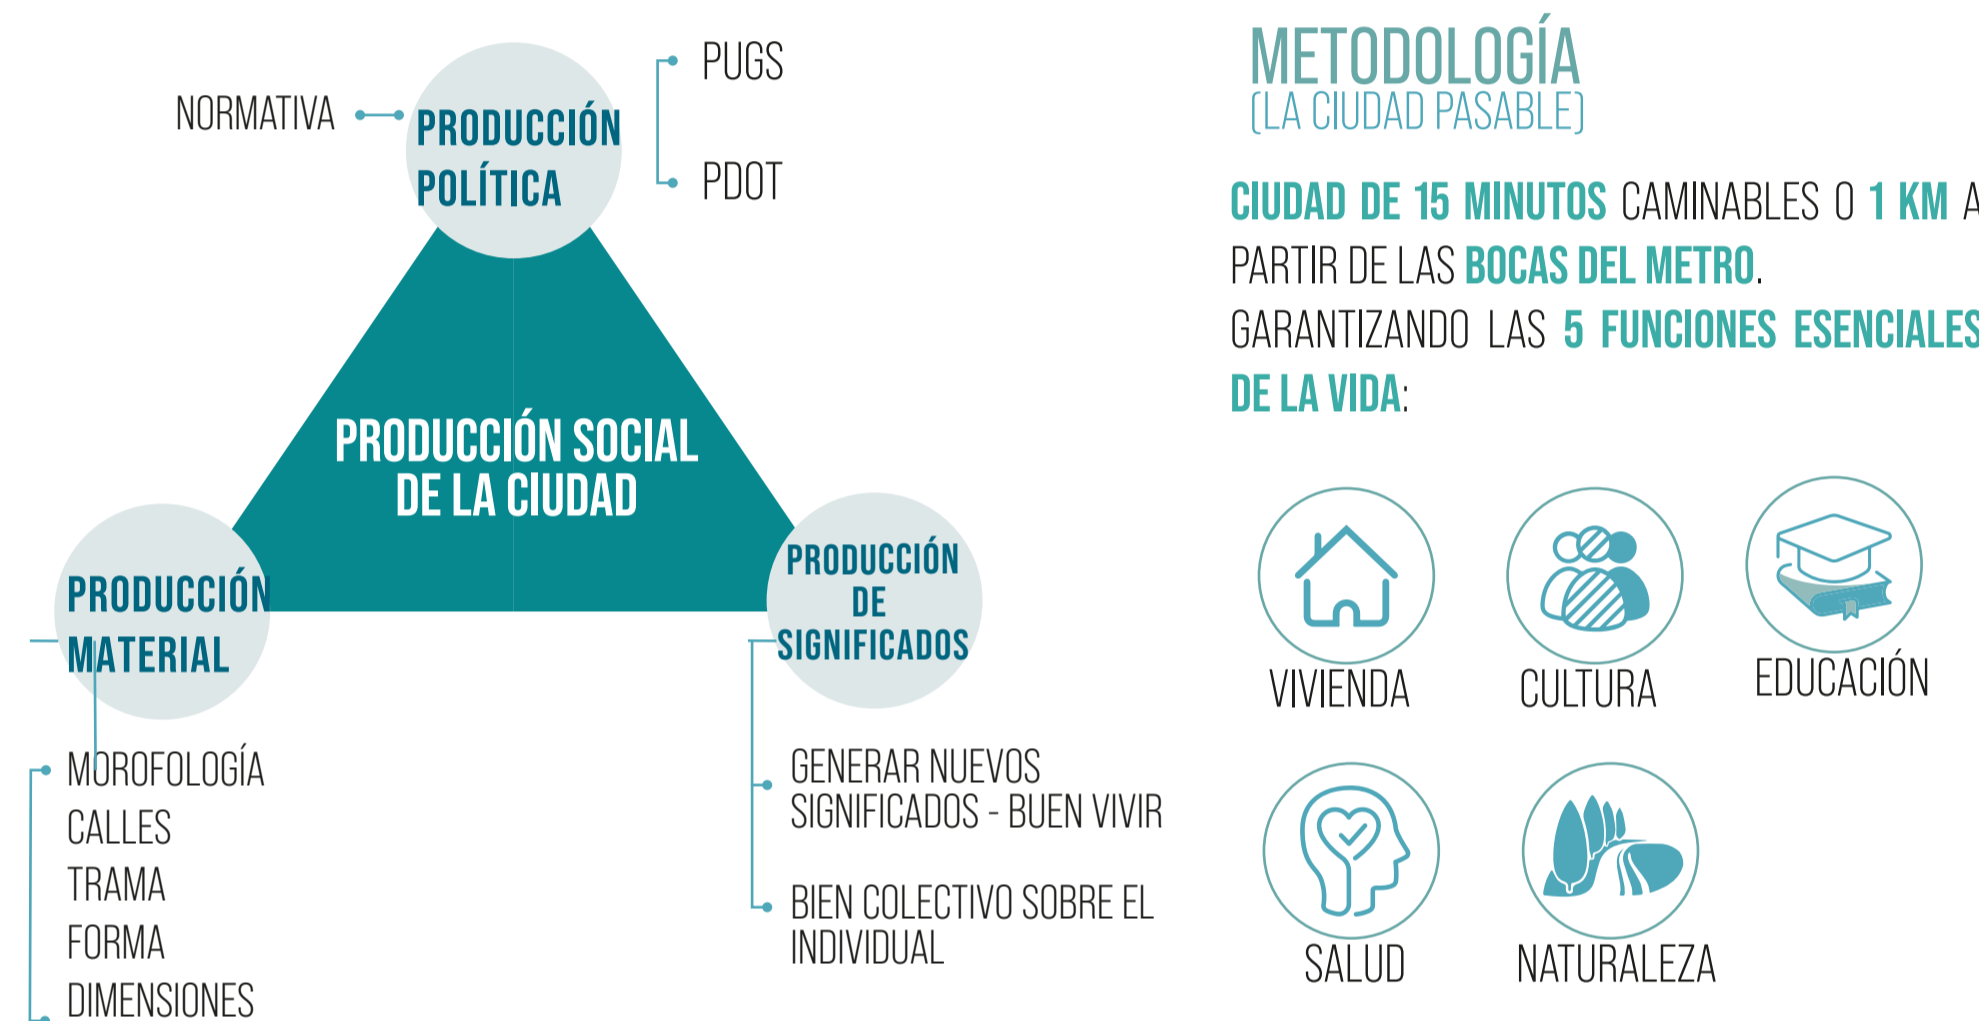 NORMATIVA
PRODUCCIÓN
POLÍTICA
PUGS
PDOT
PRODUCCIÓN SOCIAL
DE LA CIUDAD
PRODUCCIÓN
MATERIAL
MOROFOLOGÍA
CALLES
TRAMA
FORMA
DIMENSIONES
PRODUCCIÓN
DE
SIGNIFICADOS
GENERAR NUEVOS
SIGNIFICADOS - BUEN VIVIR
BIEN COLECTIVO SOBRE EL
INDIVIDUAL
METODOLOGÍA
(LA CIUDAD PASABLE)
CIUDAD DE 15 MINUTOS CAMINABLES O 1 KM A
PARTIR DE LAS BOCAS DEL METRO.
GARANTIZANDO LAS 5 FUNCIONES ESENCIALES
DE LA VIDA:
VIVIENDA
CULTURA
EDUCACIÓN
SALUD
NATURALEZA